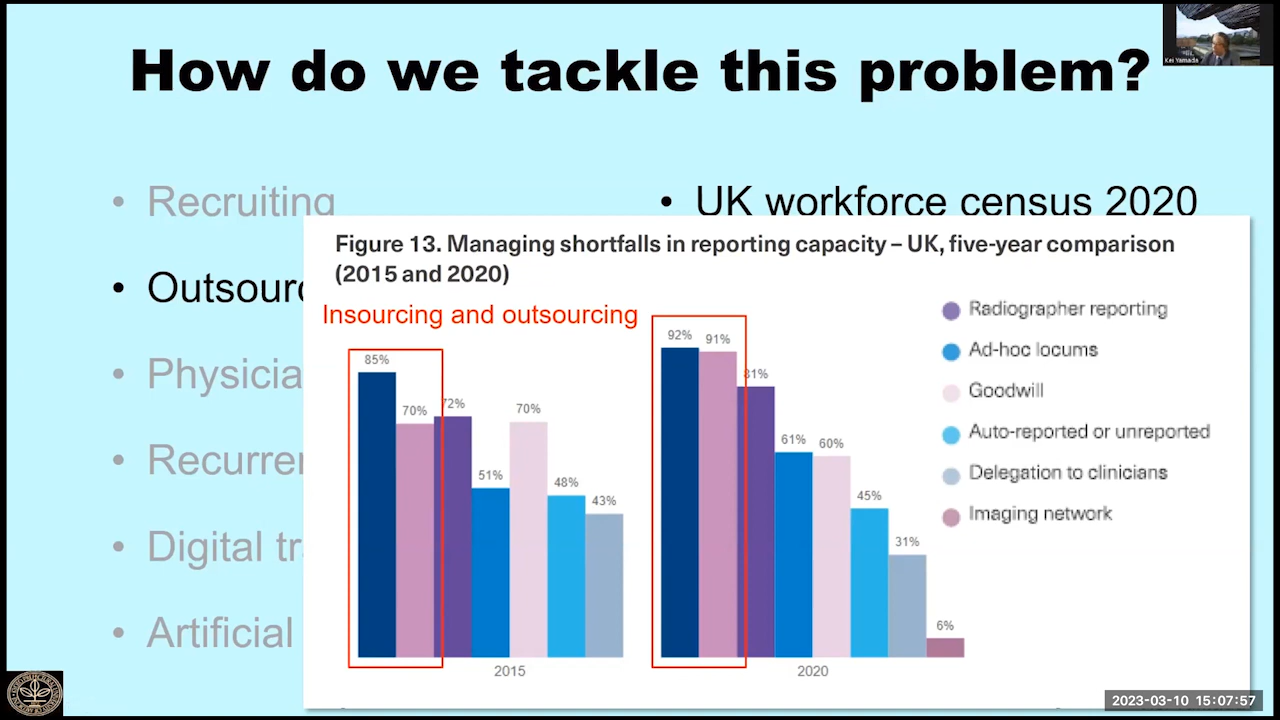 How do we tackle this problem?
Kei Yamada
• Recruiting
• Outsourc
• Physicia
• Recurrer
• Digital tr
• Artificial
• UK workforce census 2020
Figure 13. Managing shortfalls in reporting capacity – UK, five-year comparison
(2015 and 2020)
Insourcing and outsourcing
85%
70%
72%
51%
70%
48%
43%
2015
92%
91%
81%
61%
60%
45%
31%
6%
2020
Radiographer reporting
Ad-hoc locums
Goodwill
Auto-reported or unreported
Delegation to clinicians
Imaging network
2023-03-10 15:07:57